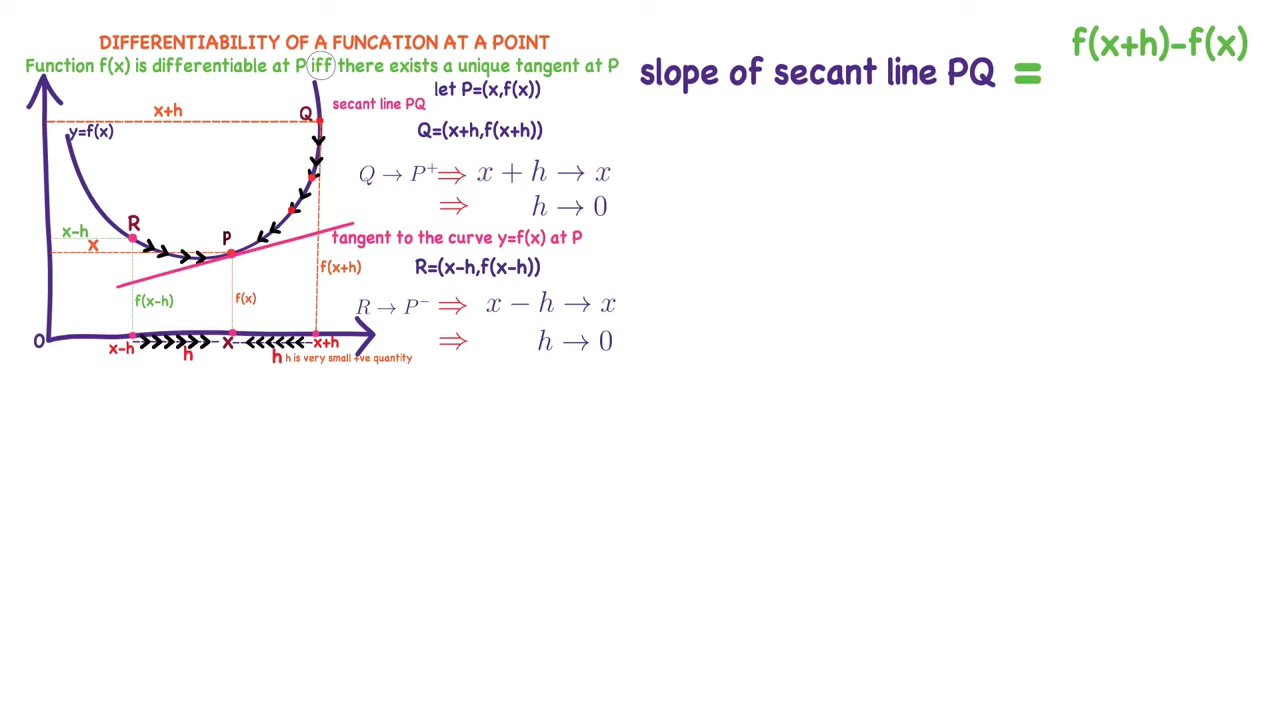 DIFFERENTIABILITY OF A FUNCATION AT A POINT
Function f(x) is differentiable at P iff there exists a unique tangent at P
slope of secant line PQ =
f(x+h)-f(x)
let P=(x,f(x))
secant line PQ
x+h
Q
y=f(x)
Q=(x+h,f(x+h))
Q → P⁺ ⇒ x + h → x
⇒ h → 0
R
x-h
x
P
tangent to the curve y=f(x) at P
f(x+h)
R=(x-h,f(x-h))
f(x-h)
f(x)
R → P⁻ ⇒ x − h → x
⇒ h → 0
O
x-h
h
x
h
x+h
h is very small +ve quantity